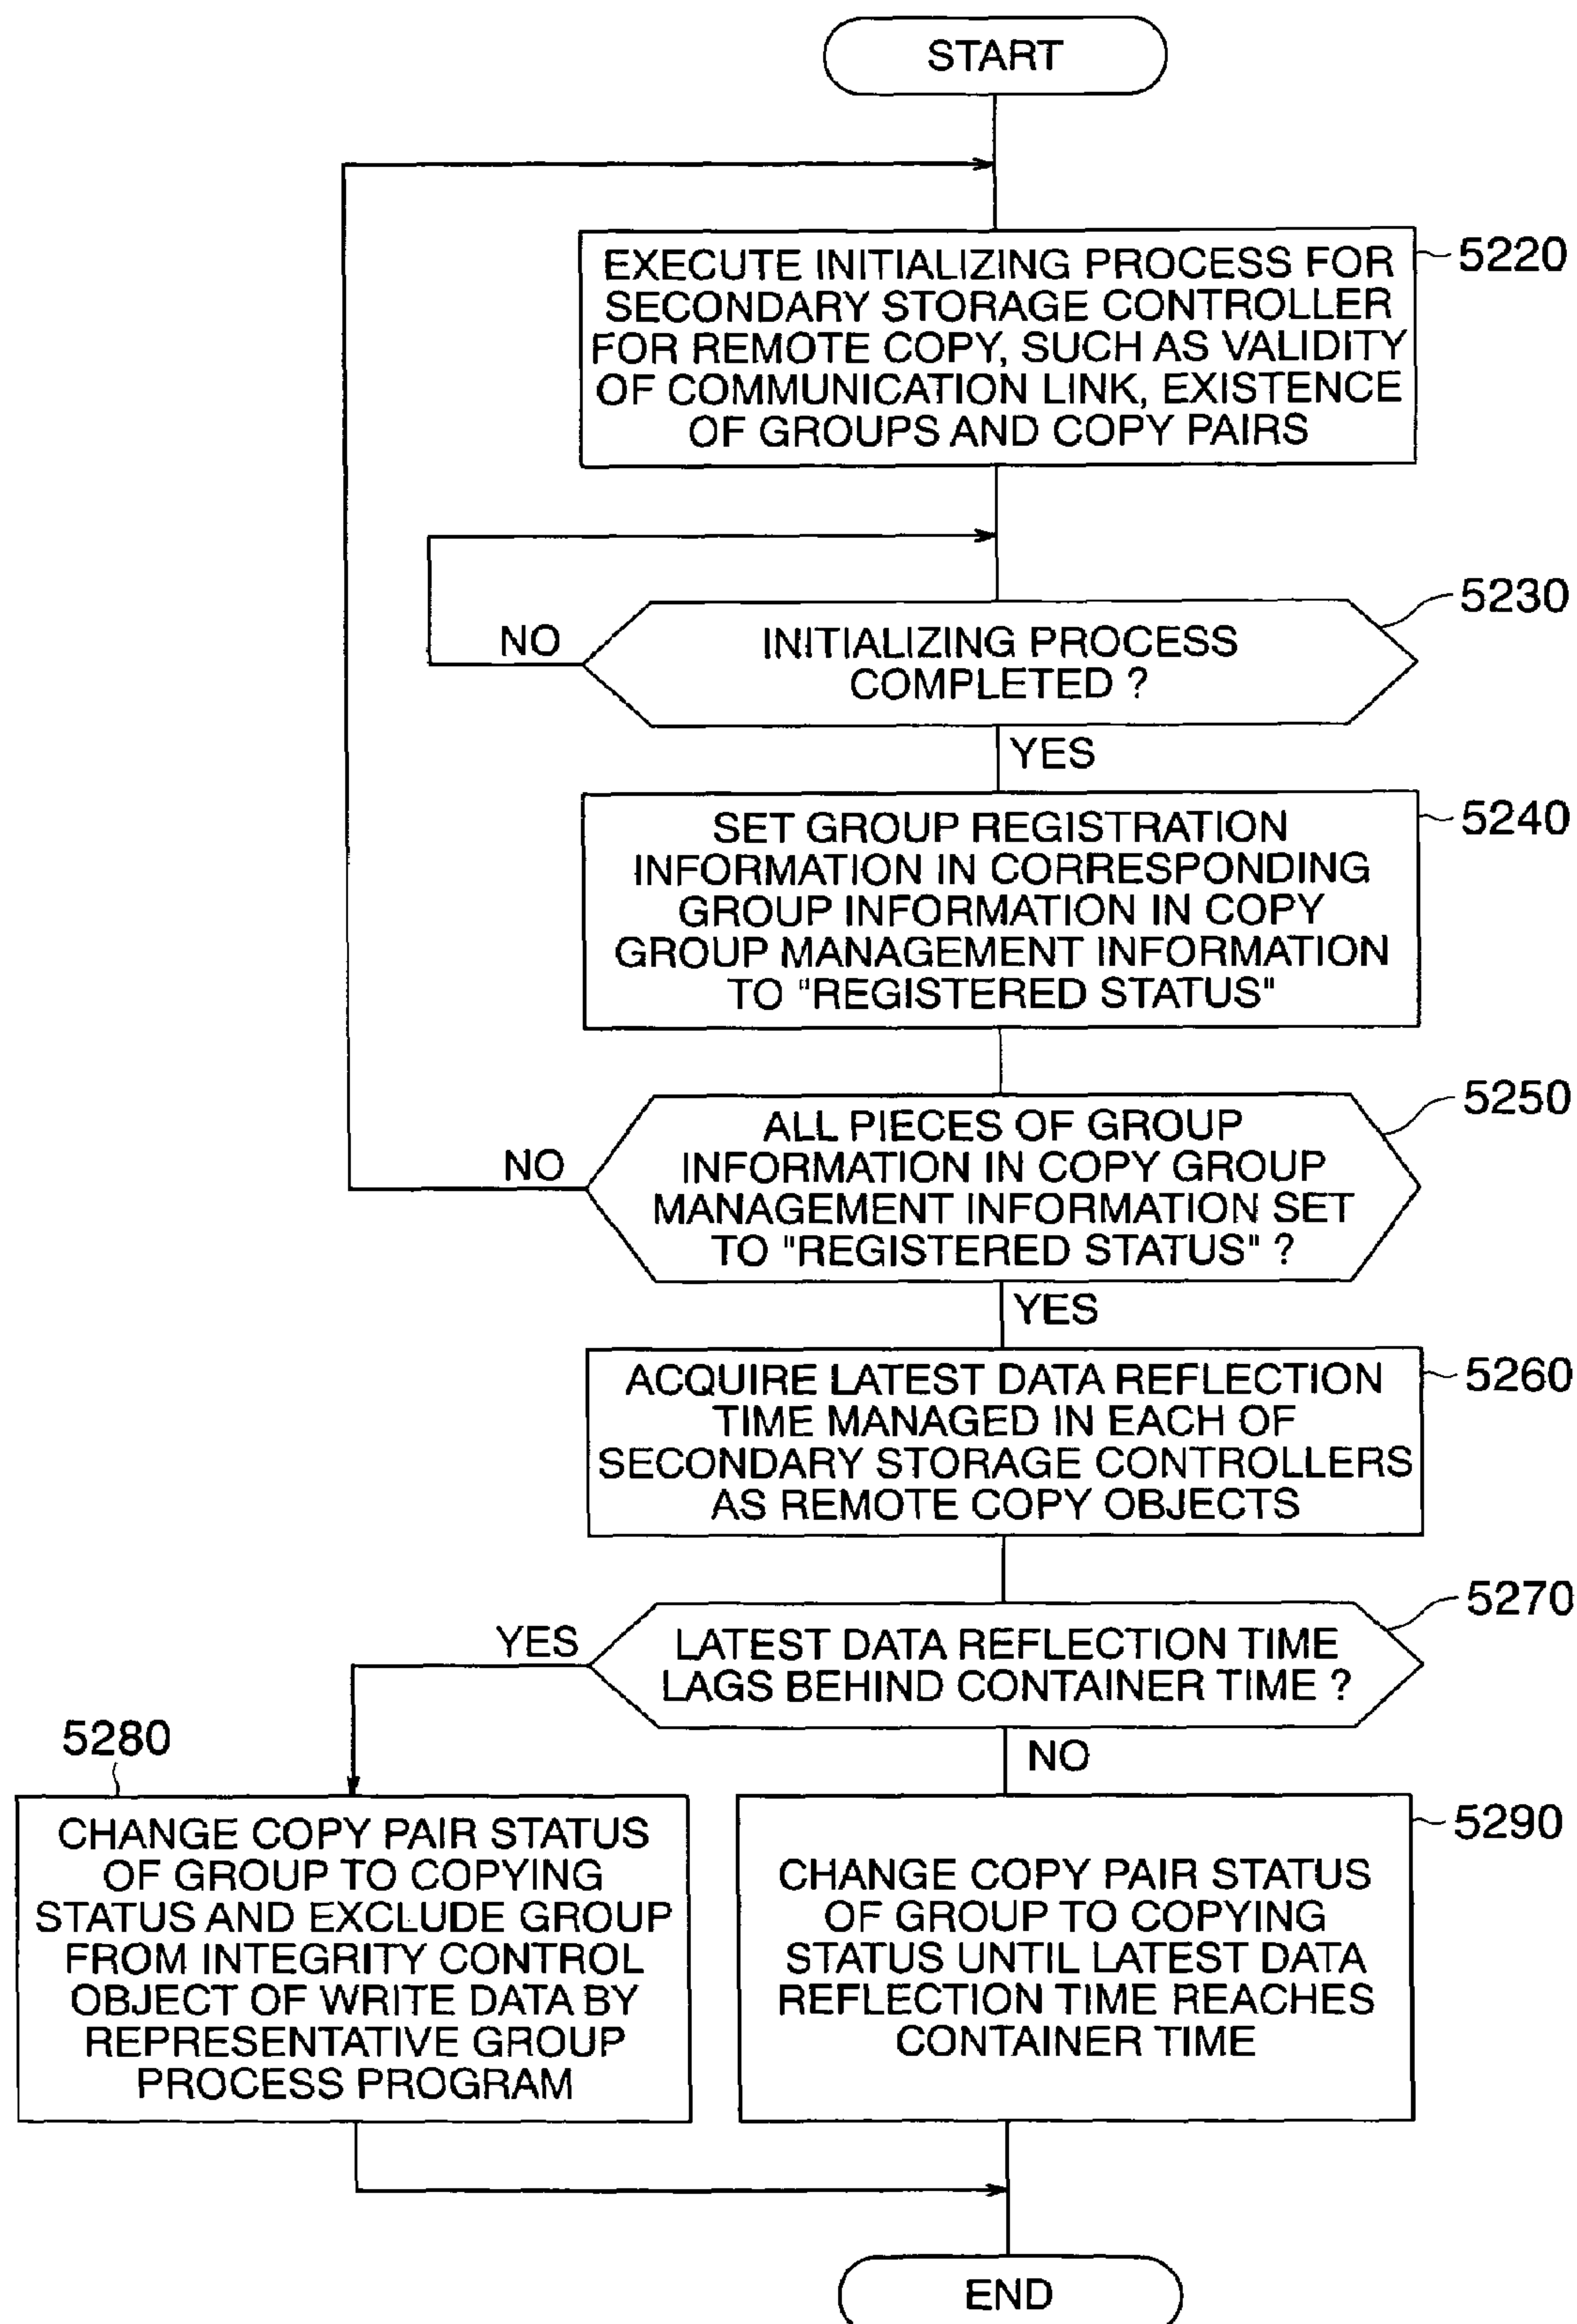 START
EXECUTE INITIALIZING PROCESS FOR
SECONDARY STORAGE CONTROLLER
FOR REMOTE COPY, SUCH AS VALIDITY
OF COMMUNICATION LINK, EXISTENCE
OF GROUPS AND COPY PAIRS
5220
5230
NO
INITIALIZING PROCESS
COMPLETED ?
YES
SET GROUP REGISTRATION
INFORMATION IN CORRESPONDING
GROUP INFORMATION IN COPY
GROUP MANAGEMENT INFORMATION
TO "REGISTERED STATUS"
5240
5250
NO
ALL PIECES OF GROUP
INFORMATION IN COPY GROUP
MANAGEMENT INFORMATION SET
TO "REGISTERED STATUS" ?
YES
ACQUIRE LATEST DATA REFLECTION
TIME MANAGED IN EACH OF
SECONDARY STORAGE CONTROLLERS
AS REMOTE COPY OBJECTS
5260
5270
YES
LATEST DATA REFLECTION TIME
LAGS BEHIND CONTAINER TIME ?
NO
5280
CHANGE COPY PAIR STATUS
OF GROUP TO COPYING
STATUS AND EXCLUDE GROUP
FROM INTEGRITY CONTROL
OBJECT OF WRITE DATA BY
REPRESENTATIVE GROUP
PROCESS PROGRAM
5290
CHANGE COPY PAIR STATUS
OF GROUP TO COPYING
STATUS UNTIL LATEST DATA
REFLECTION TIME REACHES
CONTAINER TIME
END